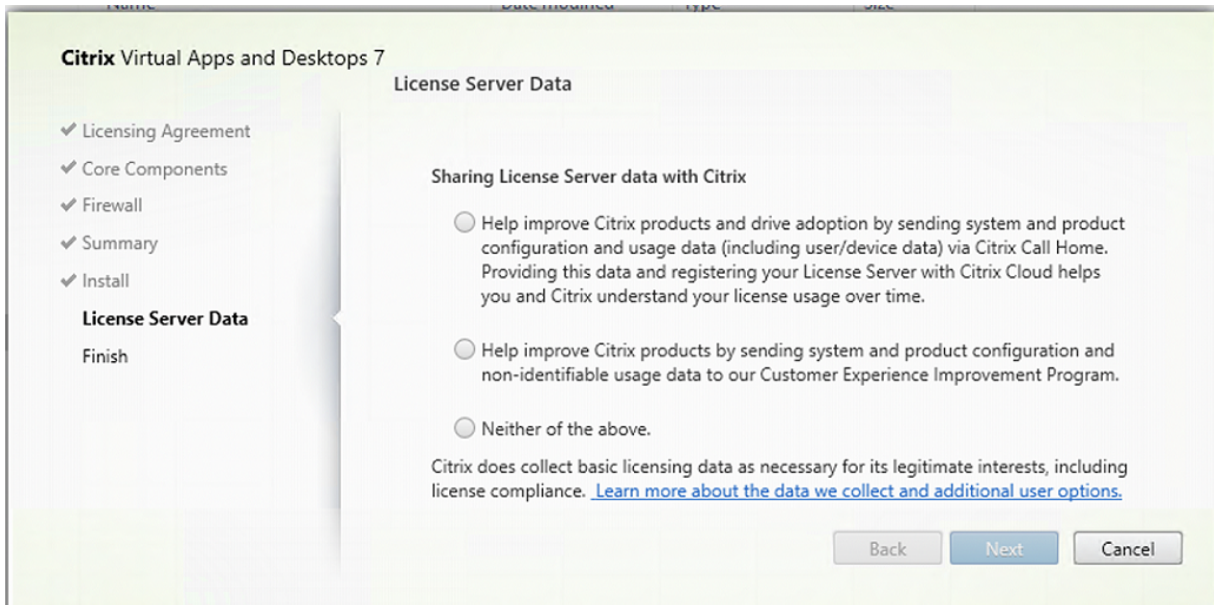 Name Date modified Type Size
Citrix Virtual Apps and Desktops 7
License Server Data
✔ Licensing Agreement
✔ Core Components
✔ Firewall
✔ Summary
✔ Install
License Server Data
Finish
Sharing License Server data with Citrix
Help improve Citrix products and drive adoption by sending system and product
configuration and usage data (including user/device data) via Citrix Call Home.
Providing this data and registering your License Server with Citrix Cloud helps
you and Citrix understand your license usage over time.
Help improve Citrix products by sending system and product configuration and
non-identifiable usage data to our Customer Experience Improvement Program.
Neither of the above.
Citrix does collect basic licensing data as necessary for its legitimate interests, including
license compliance. Learn more about the data we collect and additional user options.
Back Next Cancel